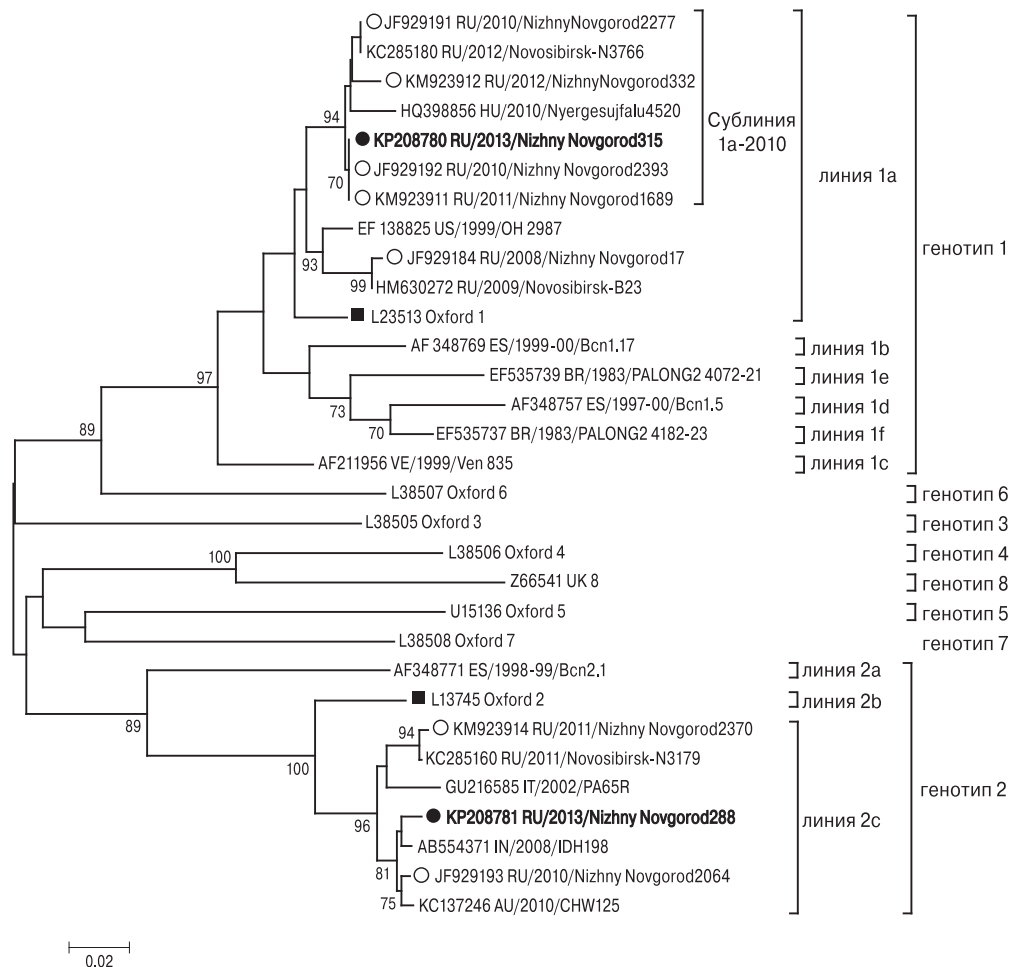 JF929191 RU/2010/NizhnyNovgorod2277
KC285180 RU/2012/Novosibirsk-N3766
KM923912 RU/2012/NizhnyNovgorod332
HQ398856 HU/2010/Nyergesujfalu4520
94
KP208780 RU/2013/Nizhny Novgorod315
JF929192 RU/2010/Nizhny Novgorod2393
70
KM923911 RU/2011/Nizhny Novgorod1689
Сублиния
1a-2010
линия 1a
EF 138825 US/1999/OH 2987
генотип 1
93
JF929184 RU/2008/Nizhny Novgorod17
99
HM630272 RU/2009/Novosibirsk-B23
L23513 Oxford 1
AF 348769 ES/1999-00/Bcn1.17
линия 1b
97
EF535739 BR/1983/PALONG2 4072-21
линия 1e
73
AF348757 ES/1997-00/Bcn1.5
линия 1d
89
70
EF535737 BR/1983/PALONG2 4182-23
линия 1f
AF211956 VE/1999/Ven 835
линия 1c
L38507 Oxford 6
генотип 6
L38505 Oxford 3
генотип 3
100
L38506 Oxford 4
генотип 4
Z66541 UK 8
генотип 8
U15136 Oxford 5
генотип 5
L38508 Oxford 7
генотип 7
AF348771 ES/1998-99/Bcn2.1
линия 2a
89
L13745 Oxford 2
линия 2b
94
KM923914 RU/2011/Nizhny Novgorod2370
100
KC285160 RU/2011/Novosibirsk-N3179
GU216585 IT/2002/PA65R
генотип 2
96
KP208781 RU/2013/Nizhny Novgorod288
линия 2c
AB554371 IN/2008/IDH198
81
JF929193 RU/2010/Nizhny Novgorod2064
75
KC137246 AU/2010/CHW125
0.02